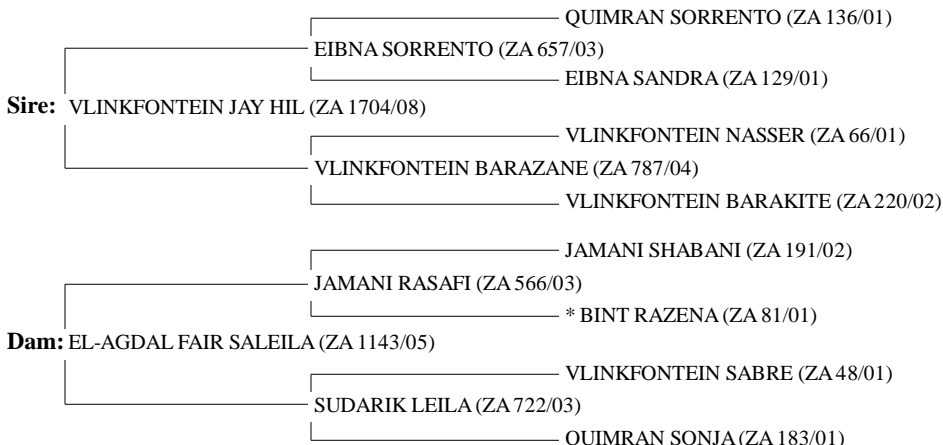 QUIMRAN SORRENTO (ZA 136/01)
EIBNA SORRENTO (ZA 657/03)
EIBNA SANDRA (ZA 129/01)
Sire: VLINKFONTEIN JAY HIL (ZA 1704/08)
VLINKFONTEIN NASSER (ZA 66/01)
VLINKFONTEIN BARAZANE (ZA 787/04)
VLINKFONTEIN BARAKITE (ZA 220/02)
JAMANI SHABANI (ZA 191/02)
JAMANI RASAFI (ZA 566/03)
* BINT RAZENA (ZA 81/01)
Dam: EL-AGDAL FAIR SALEILA (ZA 1143/05)
VLINKFONTEIN SABRE (ZA 48/01)
SUDARIK LEILA (ZA 722/03)
QUIMRAN SONJA (ZA 183/01)